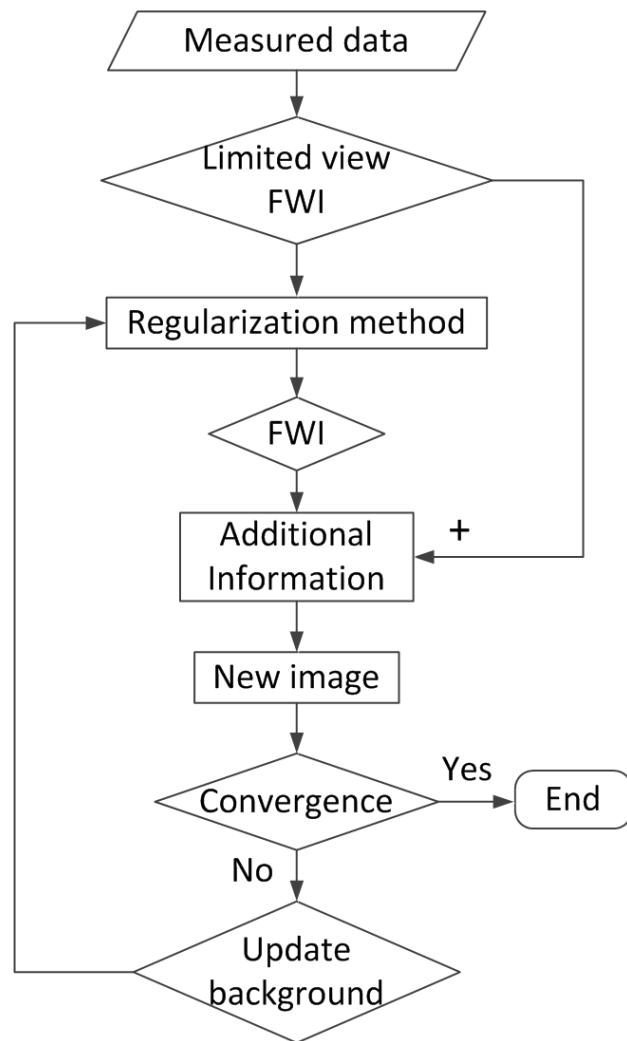 Measured data
Limited view
FWI
Regularization method
FWI
Additional
Information
+
New image
Convergence
Yes
End
No
Update
background